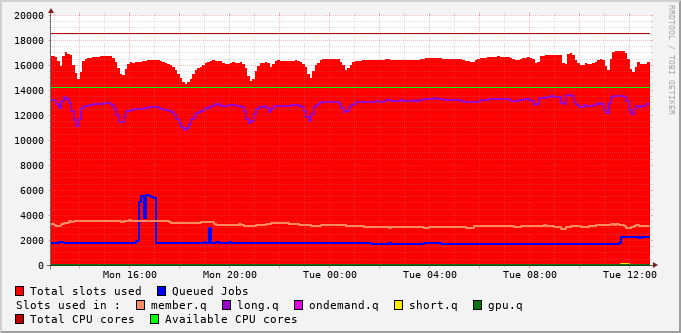 20000
18000
16000
14000
12000
10000
8000
6000
4000
2000
0
Mon 16:00 Mon 20:00 Tue 00:00 Tue 04:00 Tue 08:00 Tue 12:00
RRDTOOL / TOBI OETIKER
Total slots used Queued Jobs
Slots used in : member.q long.q ondemand.q short.q gpu.q
Total CPU cores Available CPU cores